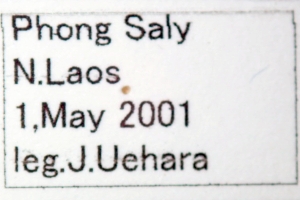 Phong Saly
N.Laos
1,May 2001
leg.J.Uehara